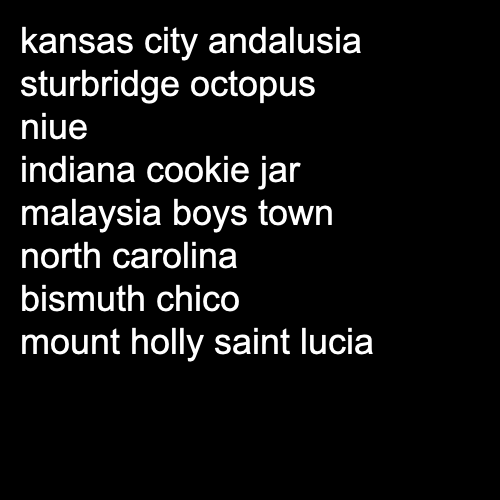 kansas city andalusia
sturbridge octopus
niue
indiana cookie jar
malaysia boys town
north carolina
bismuth chico
mount holly saint lucia